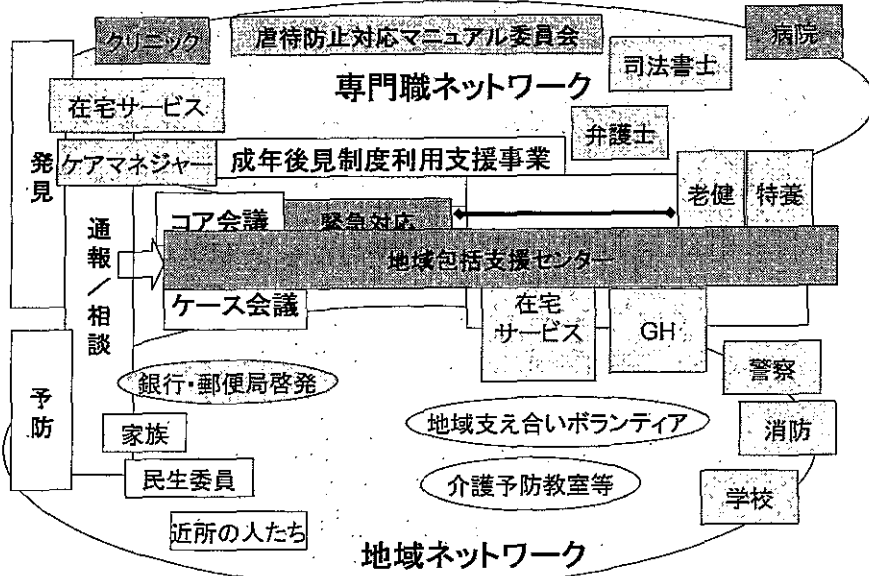 クリニック
虐待防止対応マニュアル委員会
病院
専門職ネットワーク
司法書士
在宅サービス
弁護士
発見
ケアマネジャー
成年後見制度利用支援事業
老健
特養
通報/相談
コア会議
緊急対応
地域包括支援センター
ケース会議
在宅
サービス
GH
警察
予防
銀行・郵便局啓発
地域支え合いボランティア
消防
家族
民生委員
介護予防教室等
学校
近所の人たち
地域ネットワーク